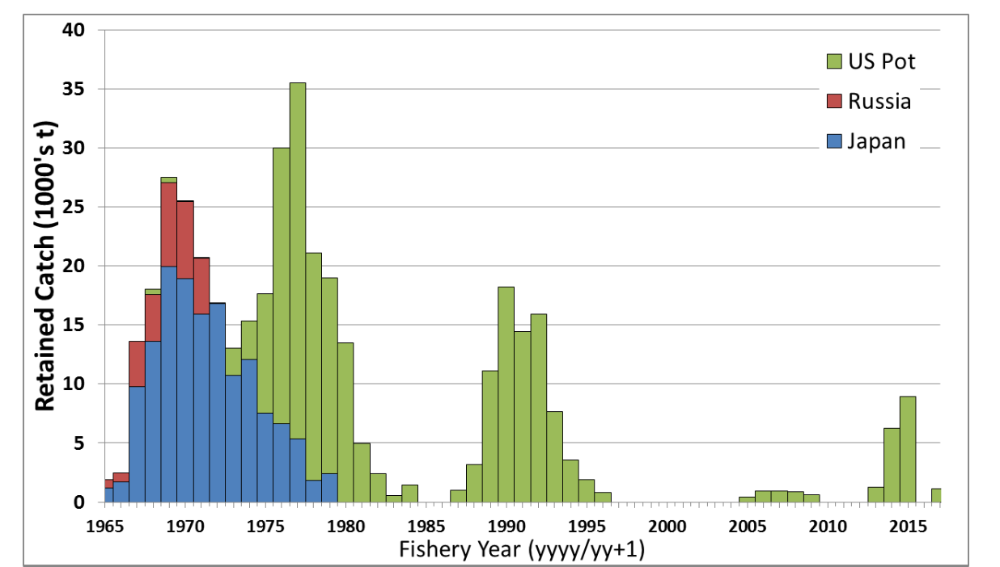 40
35
30
25
20
15
10
5
0
Retained Catch (1000's t)
US Pot
Russia
Japan
1965 1970 1975 1980 1985 1990 1995 2000 2005 2010 2015
Fishery Year (yyyy/yy+1)